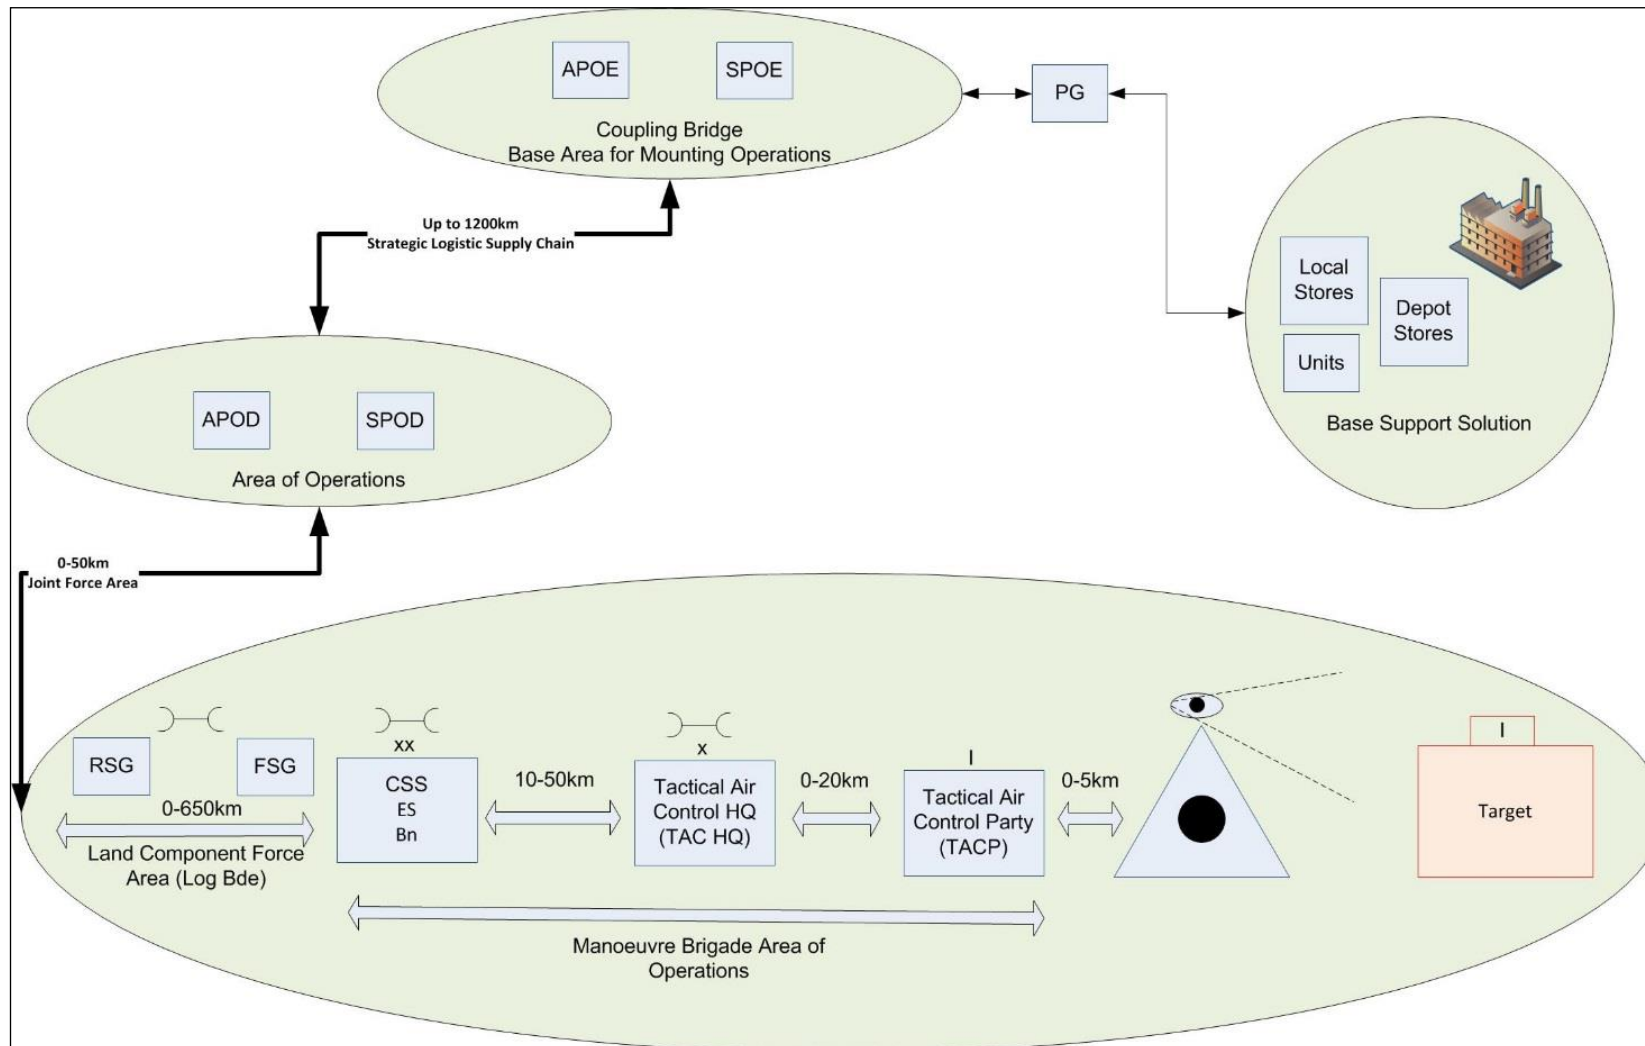 APOE
SPOE
PG
Coupling Bridge
Base Area for Mounting Operations
Up to 1200km
Strategic Logistic Supply Chain
Local
Stores
Depot
Stores
Units
Base Support Solution
APOD
SPOD
Area of Operations
0-50km
Joint Force Area
RSG
FSG
0-650km
Land Component Force
Area (Log Bde)
XX
CSS
ES
Bn
10-50km
X
Tactical Air
Control HQ
(TAC HQ)
0-20km
I
Tactical Air
Control Party
(TACP)
0-5km
I
Target
Manoeuvre Brigade Area of
Operations